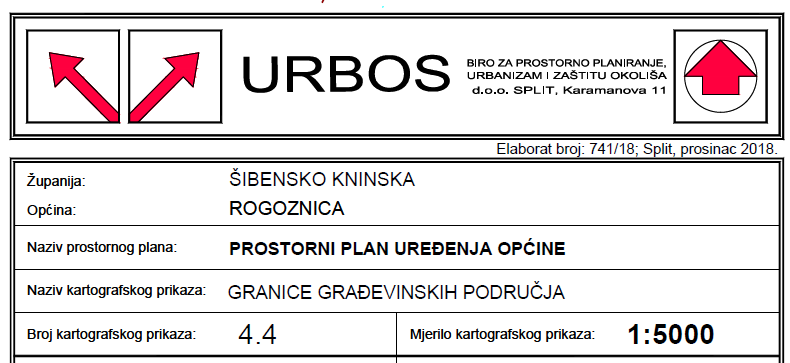 URBOS
BIRO ZA PROSTORNO PLANIRANJE,
URBANIZAM I ZAŠTITU OKOLIŠA
d.o.o. SPLIT, Karamanova 11
Elaborat broj: 741/18; Split, prosinac 2018.
Županija: ŠIBENSKO KNINSKA
Općina: ROGOZNICA
Naziv prostornog plana: PROSTORNI PLAN UREĐENJA OPĆINE
Naziv kartografskog prikaza: GRANICE GRAĐEVINSKIH PODRUČJA
Broj kartografskog prikaza: 4.4 Mjerilo kartografskog prikaza: 1:5000